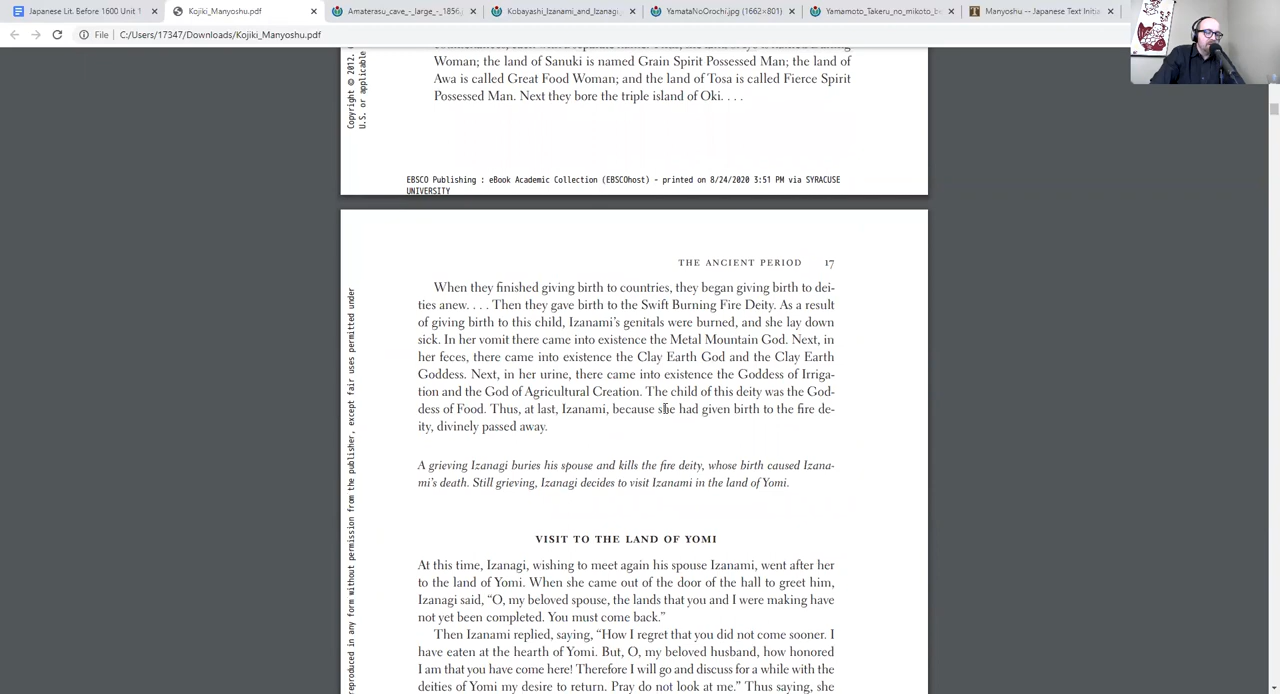 Japanese Lit. Before 1600 Unit 1
Kojiki_Manyoshu.pdf
Amaterasu_cave_-_large_-_1856.
Kobayashi_Izanami_and_Izanagi_
YamataNoOrochi.jpg (1662×801)
Yamamoto_Takeru_no_mikoto_b
Manyoshu -- Japanese Text Initia
File
C:/Users/17347/Downloads/Kojiki_Manyoshu.pdf
Woman; the land of Sanuki is named Grain Spirit Possessed Man; the land of
Awa is called Great Food Woman; and the land of Tosa is called Fierce Spirit
Possessed Man. Next they bore the triple island of Oki. . . .
Copyright © 2012.
U.S. or applicable
EBSCO Publishing : eBook Academic Collection (EBSCOhost) - printed on 8/24/2020 3:51 PM via SYRACUSE
UNIVERSITY
THE ANCIENT PERIOD 17
When they finished giving birth to countries, they began giving birth to dei-
ties anew. . . . Then they gave birth to the Swift Burning Fire Deity. As a result
of giving birth to this child, Izanami's genitals were burned, and she lay down
sick. In her vomit there came into existence the Metal Mountain God. Next, in
her feces, there came into existence the Clay Earth God and the Clay Earth
Goddess. Next, in her urine, there came into existence the Goddess of Irriga-
tion and the God of Agricultural Creation. The child of this deity was the God-
dess of Food. Thus, at last, Izanami, because she had given birth to the fire de-
ity, divinely passed away.
A grieving Izanagi buries his spouse and kills the fire deity, whose birth caused Izana-
mi's death. Still grieving, Izanagi decides to visit Izanami in the land of Yomi.
VISIT TO THE LAND OF YOMI
At this time, Izanagi, wishing to meet again his spouse Izanami, went after her
to the land of Yomi. When she came out of the door of the hall to greet him,
Izanagi said, "O, my beloved spouse, the lands that you and I were making have
not yet been completed. You must come back."
Then Izanami replied, saying, "How I regret that you did not come sooner. I
have eaten at the hearth of Yomi. But, O, my beloved husband, how honored
I am that you have come here! Therefore I will go and discuss for a while with the
deities of Yomi my desire to return. Pray do not look at me." Thus saying, she
reproduced in any form without permission from the publisher, except fair uses permitted under